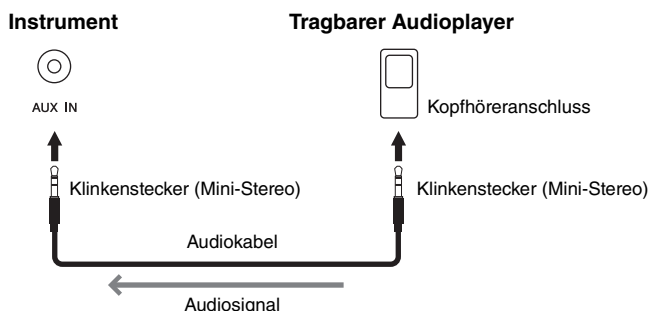 Instrument
Tragbarer Audioplayer
AUX IN
Kopfhöreranschluss
Klinkenstecker (Mini-Stereo)
Klinkenstecker (Mini-Stereo)
Audiokabel
Audiosignal